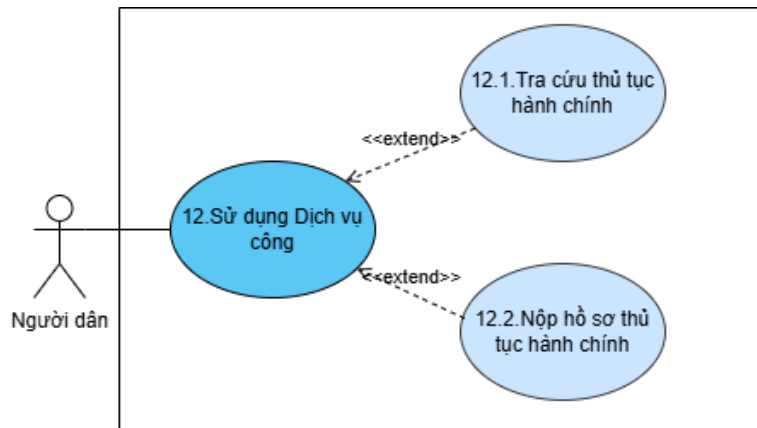 12.1.Tra cứu thủ tục
hành chính
<<extend>>
12.Sử dụng Dịch vụ
công
<<extend>>
12.2.Nộp hồ sơ thủ
tục hành chính
Người dân